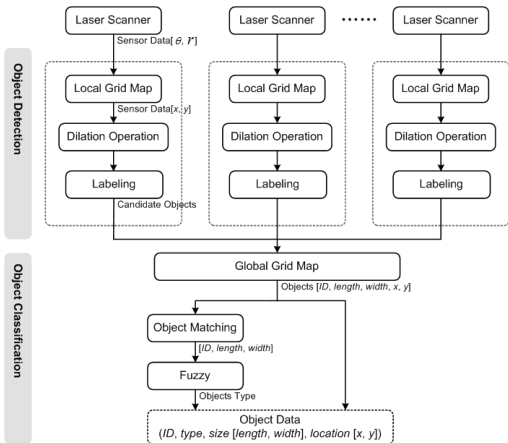 Laser Scanner
Laser Scanner
······
Laser Scanner
Sensor Data[θ, r]
Object Detection
Local Grid Map
Local Grid Map
Local Grid Map
Sensor Data[x, y]
Dilation Operation
Dilation Operation
Dilation Operation
Labeling
Labeling
Labeling
Candidate Objects
Object Classification
Global Grid Map
Objects [ID, length, width, x, y]
Object Matching
[ID, length, width]
Fuzzy
Objects Type
Object Data
(ID, type, size [length, width], location [x, y])